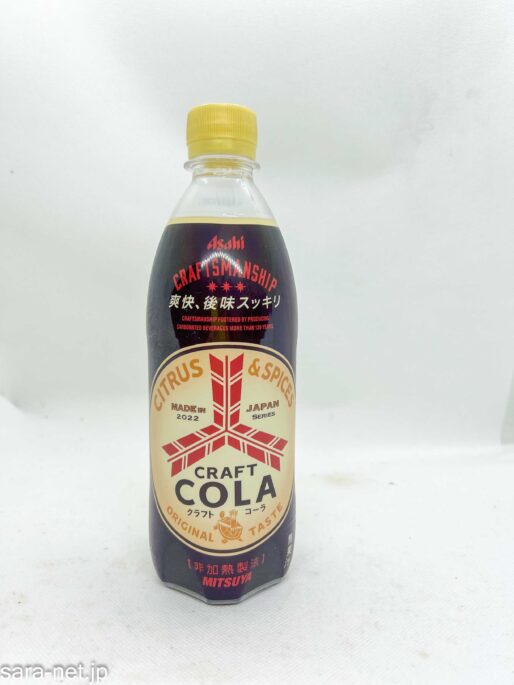 Asahi
CRAFTSMANSHIP
爽快、後味スッキリ
CRAFTSMANSHIP FOSTERED BY PRODUCING
CARBONATED BEVERAGES MORE THAN 130 YEARS.
CITRUS & SPICES
MADE IN JAPAN
2022 SERIES
CRAFT
COLA
クラフト コーラ
ORIGINAL TASTE
【非加熱製法】
MITSUYA
sara-net.jp